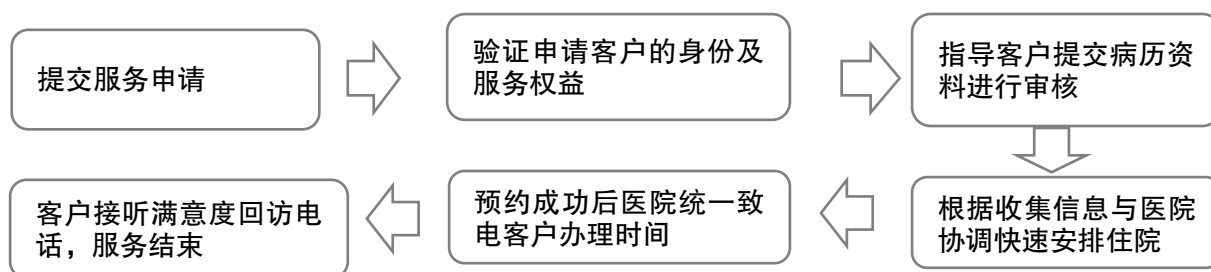 提交服务申请
验证申请客户的身份及
服务权益
指导客户提交病历资
料进行审核
根据收集信息与医院
协调快速安排住院
预约成功后医院统一致
电客户办理时间
客户接听满意度回访电
话，服务结束